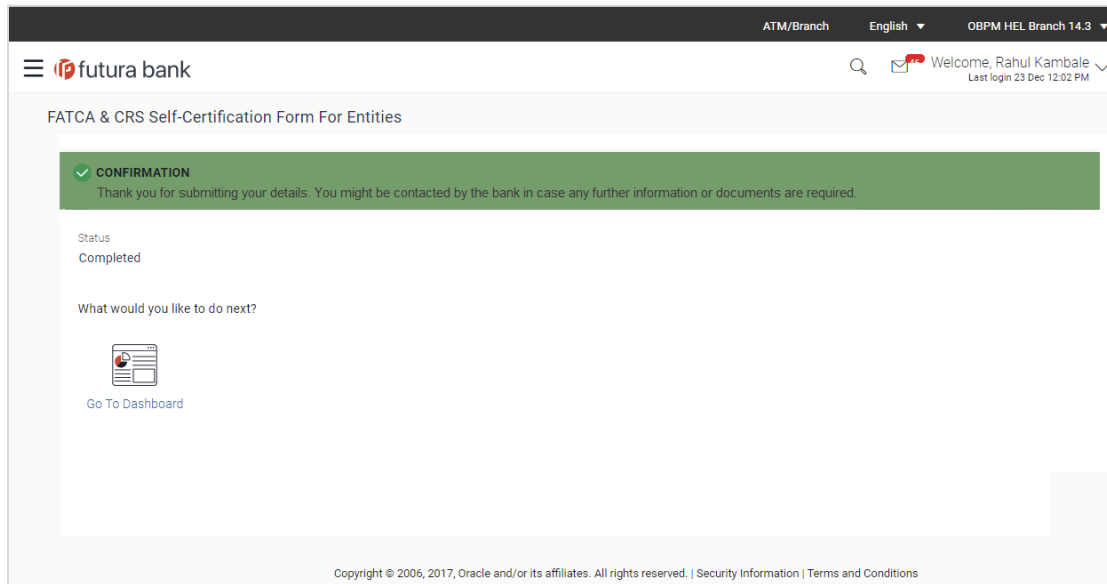 ATM/Branch English OBPM HEL Branch 14.3
futura bank
Welcome, Rahul Kambale
Last login 23 Dec 12:02 PM
FATCA & CRS Self-Certification Form For Entities
CONFIRMATION
Thank you for submitting your details. You might be contacted by the bank in case any further information or documents are required.
Status
Completed
What would you like to do next?
Go To Dashboard
Copyright © 2006, 2017, Oracle and/or its affiliates. All rights reserved. | Security Information | Terms and Conditions